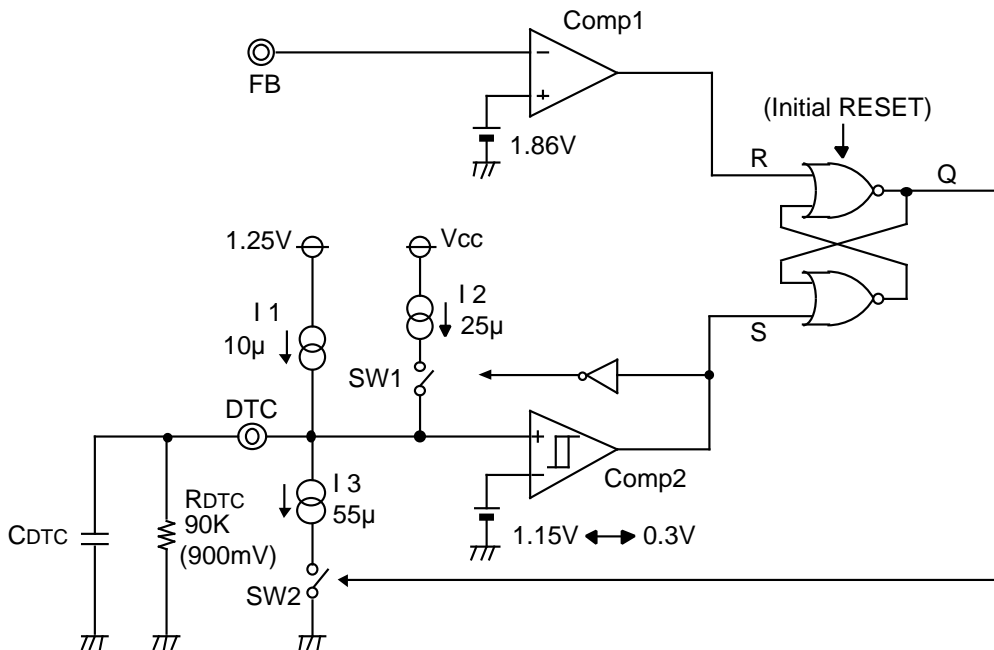 Comp1
FB
1.86V
(Initial RESET)
R
Q
1.25V
Vcc
I 1
10µ
I 2
25µ
SW1
S
DTC
Comp2
I 3
55µ
RDTC
90K
(900mV)
CDTC
1.15V 0.3V
SW2